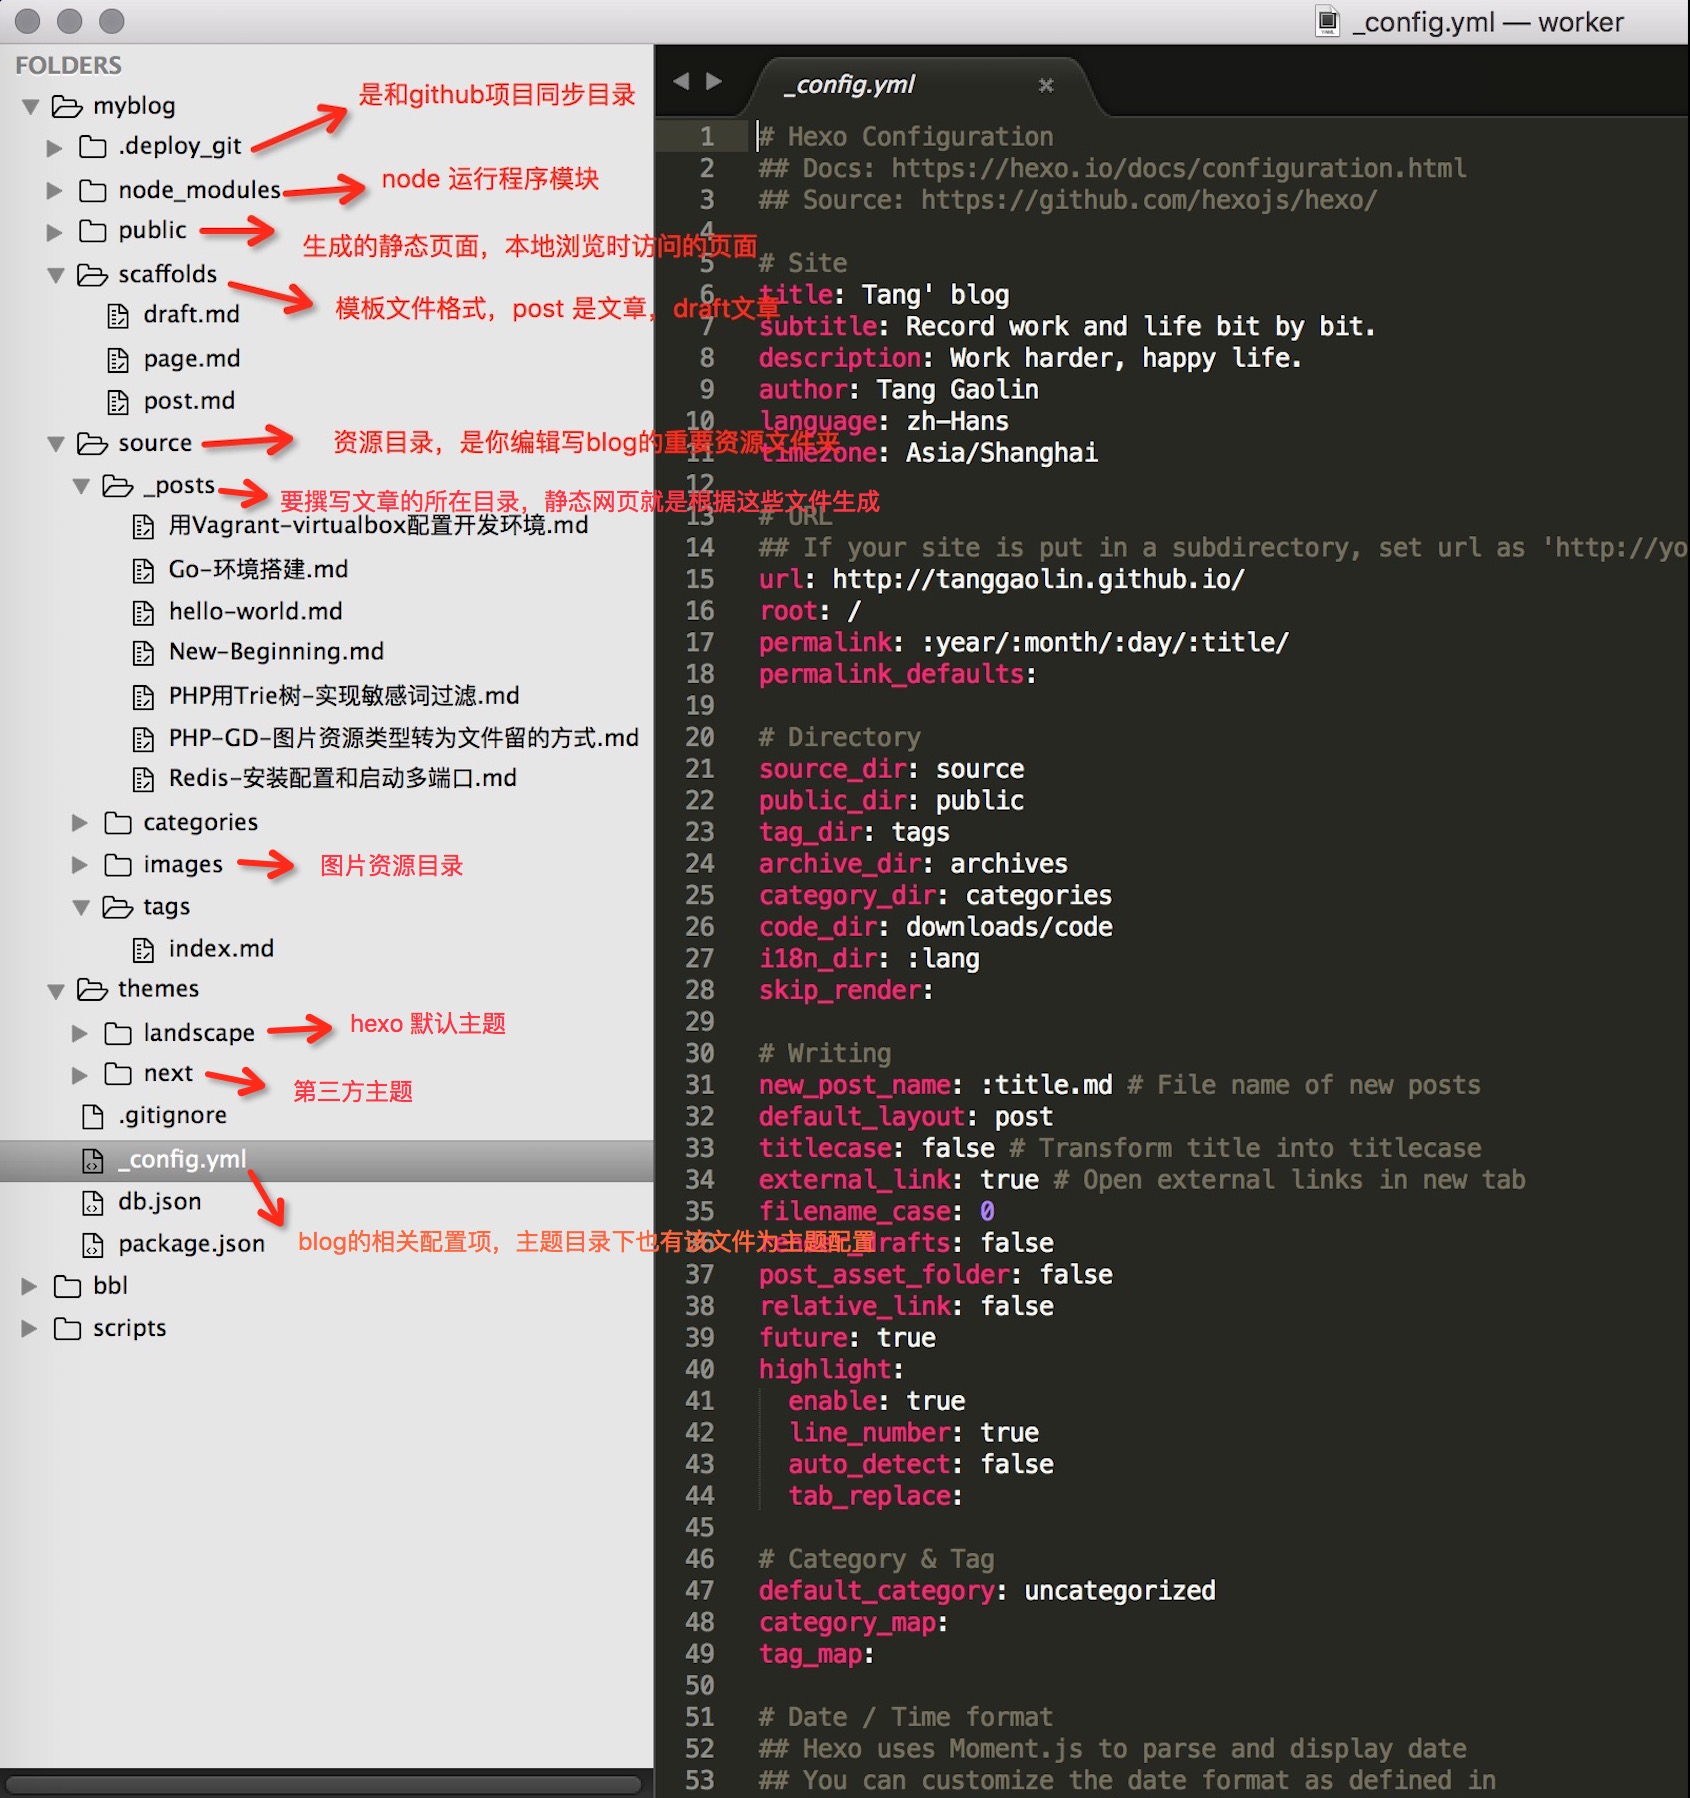 _config.yml — worker
FOLDERS
myblog
是和github项目同步目录
.deploy_git
node_modules
node 运行程序模块
public
生成的静态页面，本地浏览时访问的页面
scaffolds
模板文件格式，post 是文章，draft文章
draft.md
page.md
post.md
source
资源目录，是你编辑写blog的重要资源文件夹
_posts
要撰写文章的所在目录，静态网页就是根据这些文件生成
用Vagrant-virtualbox配置开发环境.md
Go-环境搭建.md
hello-world.md
New-Beginning.md
PHP用Trie树-实现敏感词过滤.md
PHP-GD-图片资源类型转为文件留的方式.md
Redis-安装配置和启动多端口.md
categories
images
图片资源目录
tags
index.md
themes
landscape
hexo 默认主题
next
第三方主题
.gitignore
_config.yml
db.json
package.json
blog的相关配置项，主题目录下也有该文件为主题配置
bbl
scripts
_config.yml
1 # Hexo Configuration
2 ## Docs: https://hexo.io/docs/configuration.html
3 ## Source: https://github.com/hexojs/hexo/
4
5 # Site
6 title: Tang' blog
7 subtitle: Record work and life bit by bit.
8 description: Work harder, happy life.
9 author: Tang Gaolin
10 language: zh-Hans
11 timezone: Asia/Shanghai
12
13 # URL
14 ## If your site is put in a subdirectory, set url as 'http://yo
15 url: http://tanggaolin.github.io/
16 root: /
17 permalink: :year/:month/:day/:title/
18 permalink_defaults:
19
20 # Directory
21 source_dir: source
22 public_dir: public
23 tag_dir: tags
24 archive_dir: archives
25 category_dir: categories
26 code_dir: downloads/code
27 i18n_dir: :lang
28 skip_render:
29
30 # Writing
31 new_post_name: :title.md # File name of new posts
32 default_layout: post
33 titlecase: false # Transform title into titlecase
34 external_link: true # Open external links in new tab
35 filename_case: 0
36 render_drafts: false
37 post_asset_folder: false
38 relative_link: false
39 future: true
40 highlight:
41 enable: true
42 line_number: true
43 auto_detect: false
44 tab_replace:
45
46 # Category & Tag
47 default_category: uncategorized
48 category_map:
49 tag_map:
50
51 # Date / Time format
52 ## Hexo uses Moment.js to parse and display date
53 ## You can customize the date format as defined in